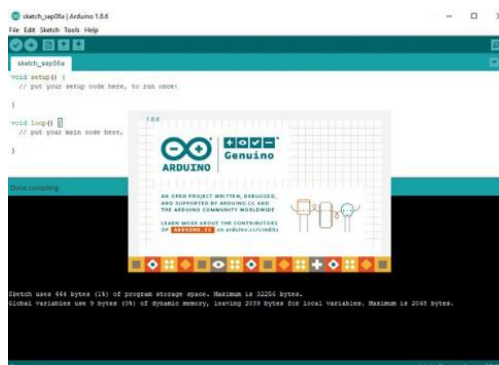 sketch_sep06a | Arduino 1.8.6
File Edit Sketch Tools Help
sketch_sep06a
void setup() {
// put your setup code here, to run once:
}
void loop() {
// put your main code here,
}
1.8.6
ARDUINO
Genuino
AN OPEN PROJECT WRITTEN, DEBUGGED,
AND SUPPORTED BY ARDUINO.CC AND
THE ARDUINO COMMUNITY WORLDWIDE
LEARN MORE ABOUT THE CONTRIBUTORS
OF ARDUINO.CC on arduino.cc/credits
Done compiling
Sketch uses 444 bytes (1%) of program storage space. Maximum is 32256 bytes.
Global variables use 9 bytes (0%) of dynamic memory, leaving 2039 bytes for local variables. Maximum is 2048 bytes.